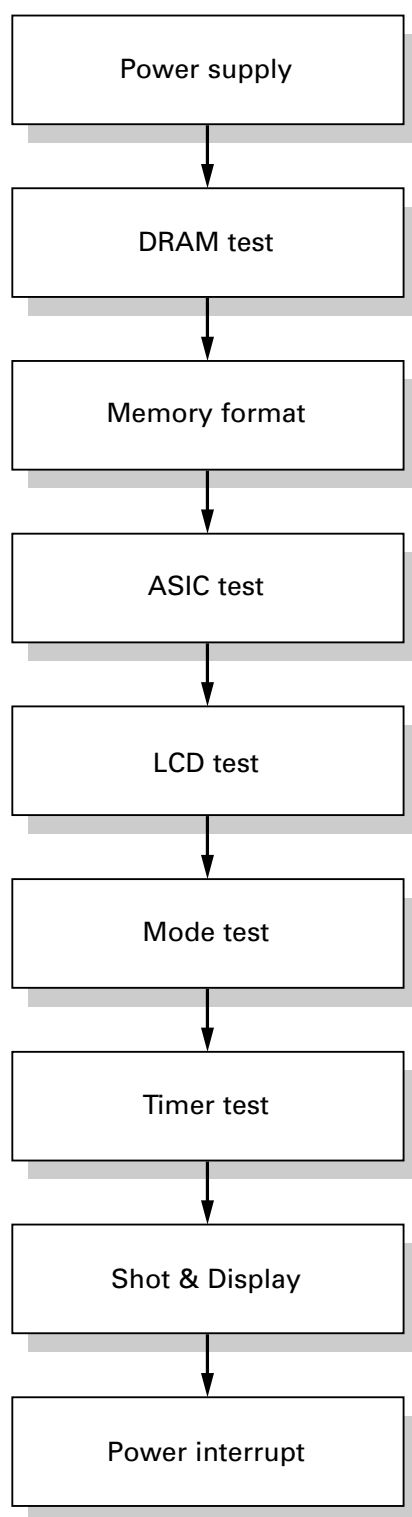 Power supply
DRAM test
Memory format
ASIC test
LCD test
Mode test
Timer test
Shot & Display
Power interrupt